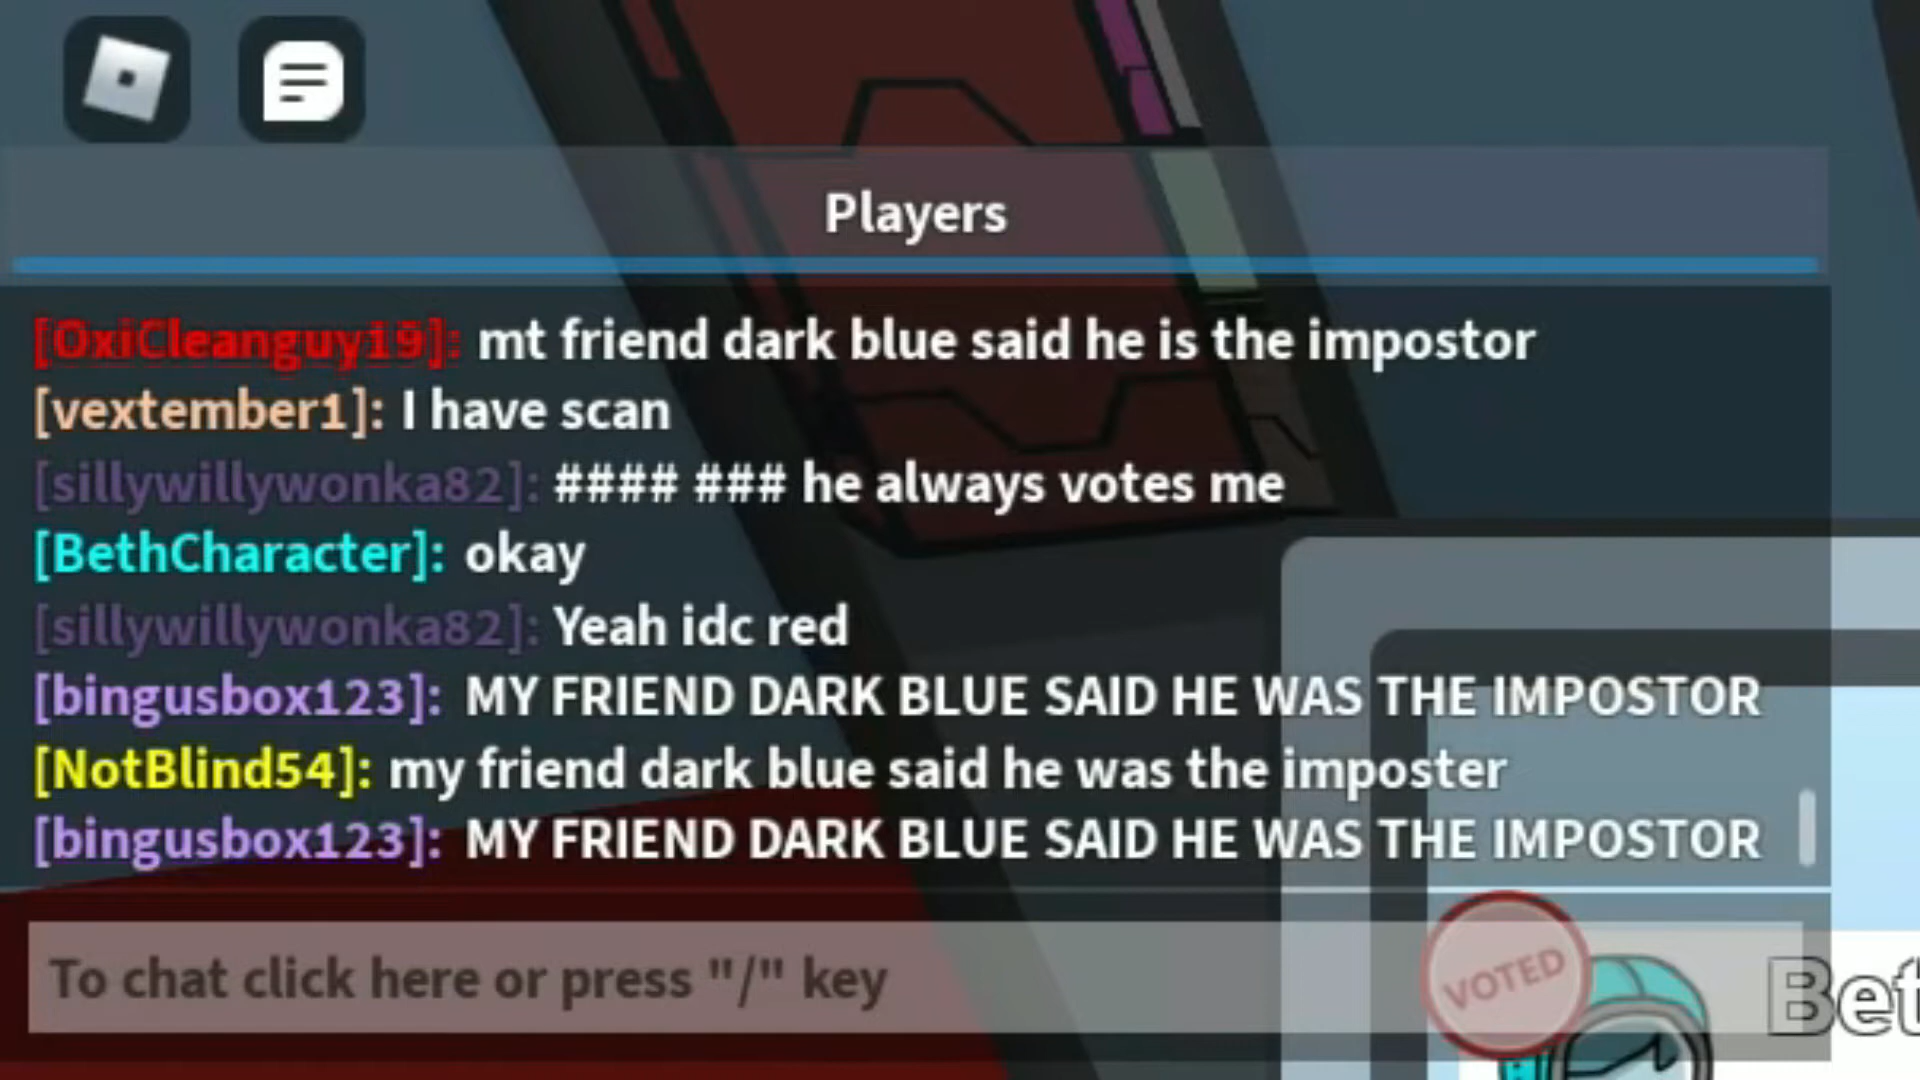 Players
[OxiCleanguy19]: mt friend dark blue said he is the impostor
[vextember1]: I have scan
[sillywillywonka82]: #### ### he always votes me
[BethCharacter]: okay
[sillywillywonka82]: Yeah idc red
[bingusbox123]: MY FRIEND DARK BLUE SAID HE WAS THE IMPOSTOR
[NotBlind54]: my friend dark blue said he was the imposter
[bingusbox123]: MY FRIEND DARK BLUE SAID HE WAS THE IMPOSTOR
To chat click here or press "/" key
VOTED
Bet